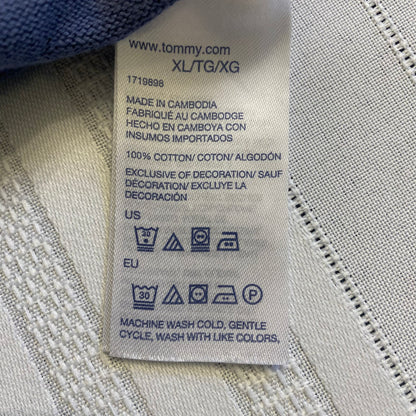 www.tommy.com
XL/TG/XG
1719898
MADE IN CAMBODIA
FABRIQUÉ AU CAMBODGE
HECHO EN CAMBOYA CON
INSUMOS IMPORTADOS
100% COTTON/ COTON/ ALGODÓN
EXCLUSIVE OF DECORATION/ SAUF
DÉCORATION/ EXCLUYE LA
DECORACIÓN
US
30
EU
30 P
MACHINE WASH COLD, GENTLE
CYCLE, WASH WITH LIKE COLORS,